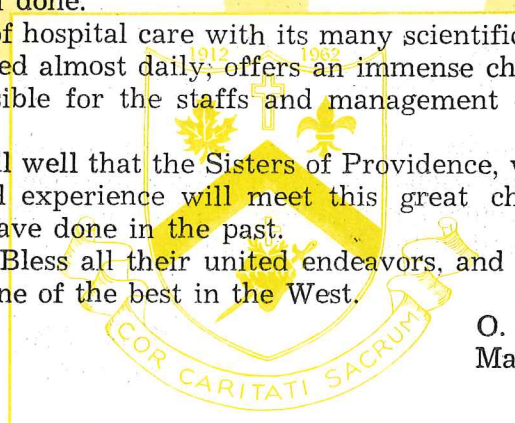 done.
of hospital care with its many scientific
ed almost daily; offers an immense ch
sible for the staffs and management
ll well that the Sisters of Providence,
d experience will meet this great ch
ave done in the past.
Bless all their united endeavors, and
ne of the best in the West.
O.
Ma
1912 1962
COR CARITATI SACRUM